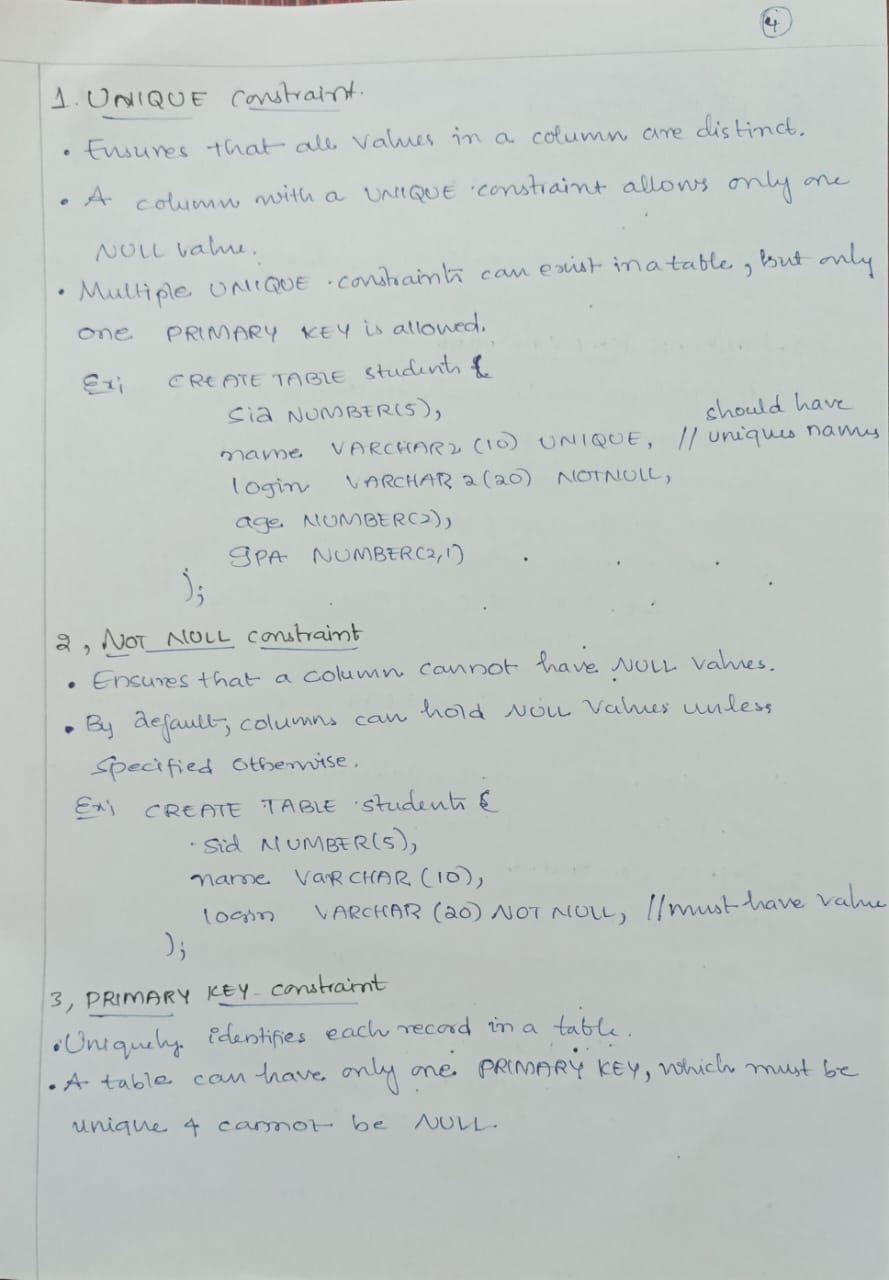 4
1. UNIQUE constraint.
• Ensures that all values in a column are distinct.
• A column with a UNIQUE constraint allows only one
NULL value.
• Multiple UNIQUE constraints can exist in a table, but only
one PRIMARY KEY is allowed.
Ex; CREATE TABLE students (
sid NUMBER(5),
should have
name VARCHAR2 (10) UNIQUE, // uniques names
login VARCHAR 2(20) NOTNULL,
age NUMBER(2),
gPA NUMBER(2,1)
);
2, NOT NULL constraint
• Ensures that a column cannot have NULL values.
• By default, columns can hold NULL values unless
specified otherwise.
Ex; CREATE TABLE students (
sid NUMBER(5),
name VARCHAR (10),
login VARCHAR (20) NOT NULL, // must have value
);
3, PRIMARY KEY constraint
• Uniquely identifies each record in a table.
• A table can have only one PRIMARY KEY, which must be
unique & cannot be NULL.